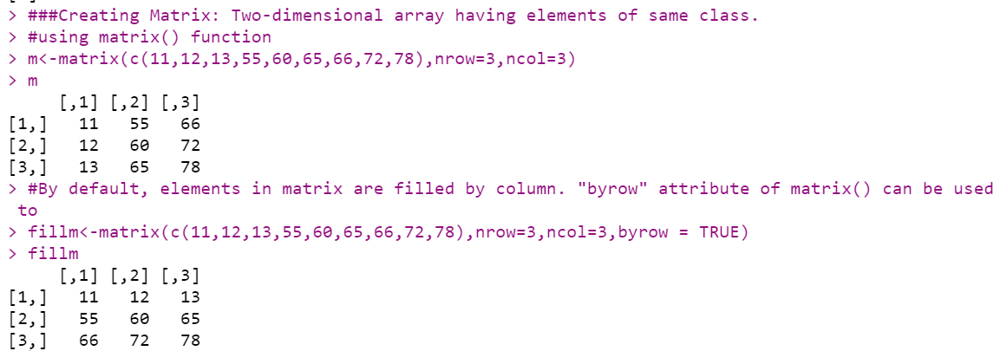 > ###Creating Matrix: Two-dimensional array having elements of same class.
> #using matrix() function
> m<-matrix(c(11,12,13,55,60,65,66,72,78),nrow=3,ncol=3)
> m
     [,1] [,2] [,3]
[1,]   11   55   66
[2,]   12   60   72
[3,]   13   65   78
> #By default, elements in matrix are filled by column. "byrow" attribute of matrix() can be used
 to
> fillm<-matrix(c(11,12,13,55,60,65,66,72,78),nrow=3,ncol=3,byrow = TRUE)
> fillm
     [,1] [,2] [,3]
[1,]   11   12   13
[2,]   55   60   65
[3,]   66   72   78